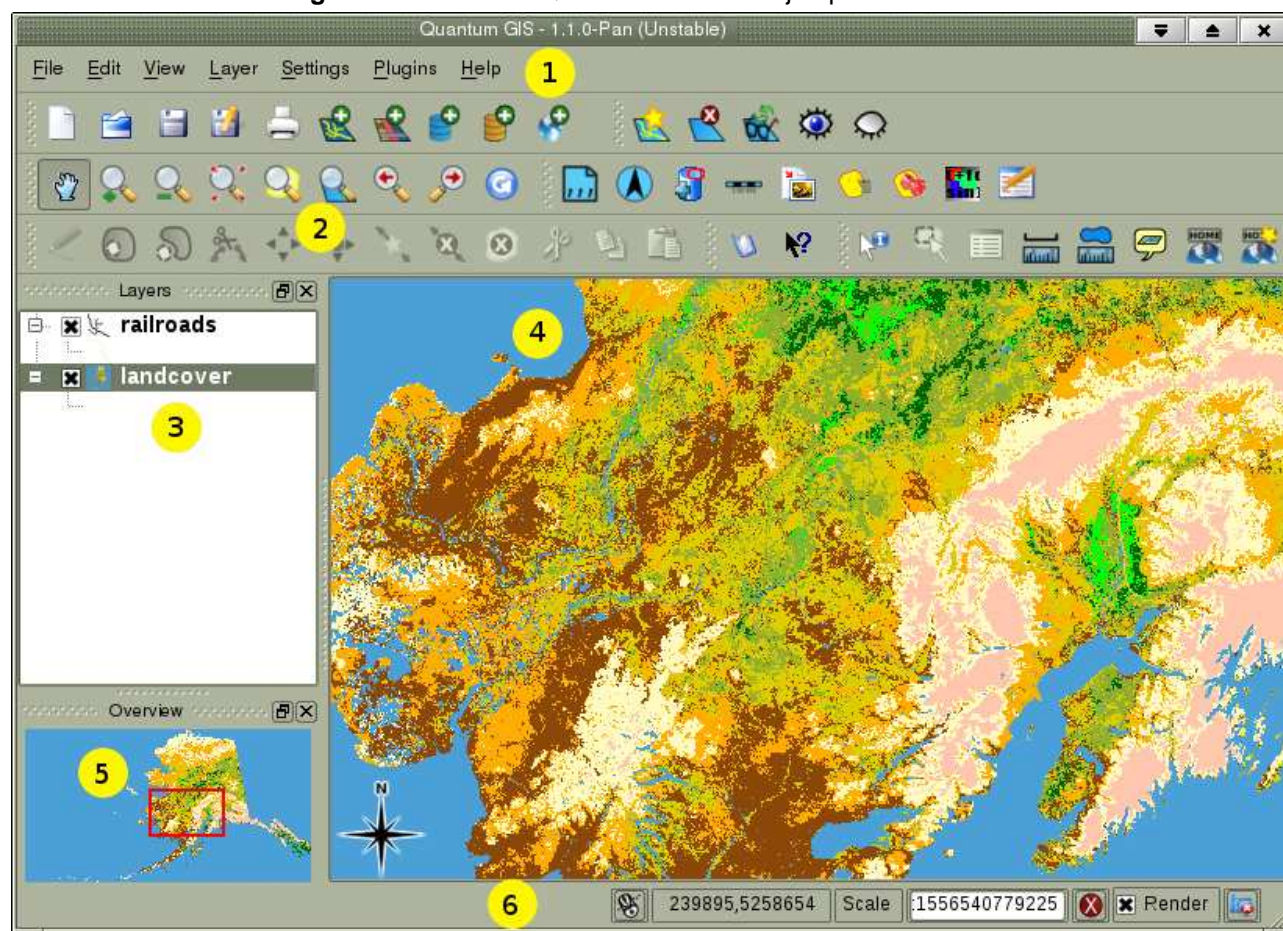 Quantum GIS - 1.1.0-Pan (Unstable)
File Edit View Layer Settings Plugins Help 1
2
HOME
Layers
railroads
landcover
3
4
Overview
5
N
6
239895,5258654 Scale :1556540779225 Render